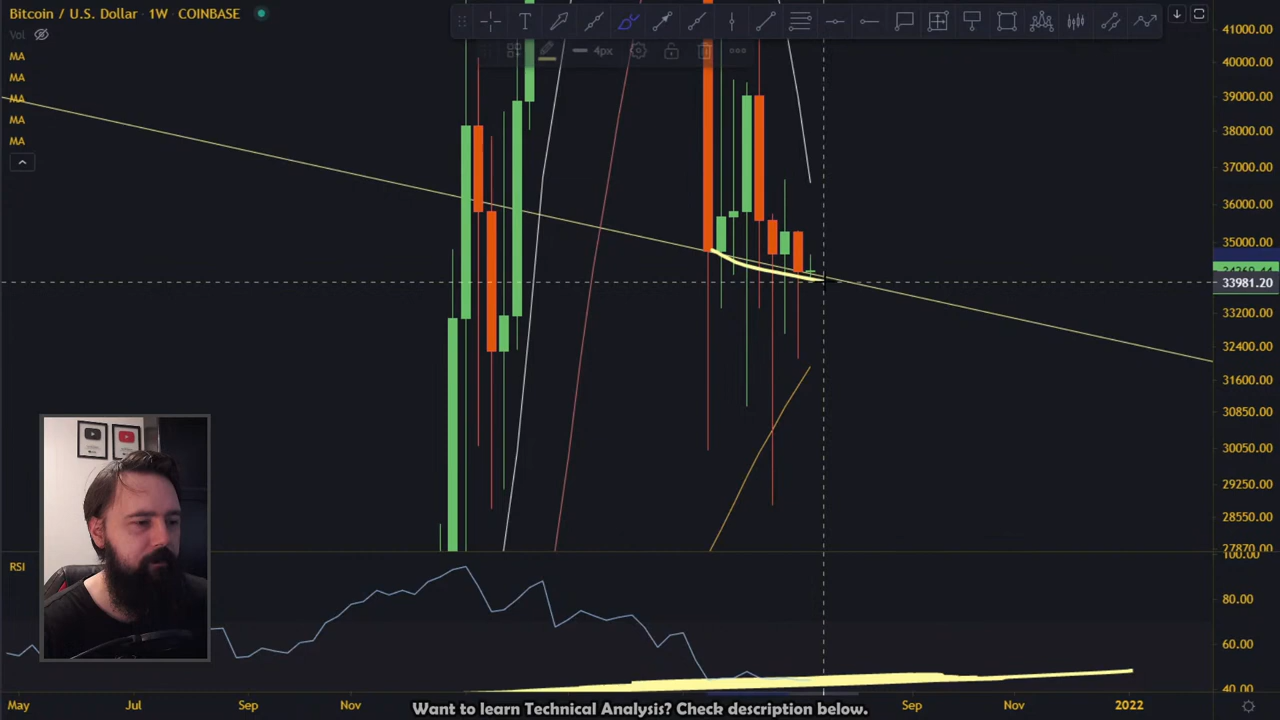 Bitcoin / U.S. Dollar · 1W · COINBASE
Vol
MA
MA
MA
MA
MA
T
4px
41000.00
40000.00
39000.00
38000.00
37000.00
36000.00
35000.00
33981.20
33200.00
32400.00
31600.00
30850.00
30050.00
29250.00
28550.00
27870.00
100.00
RSI
80.00
60.00
40.00
May
Jul
Sep
Nov
Sep
Nov
2022
Want to learn Technical Analysis? Check description below.